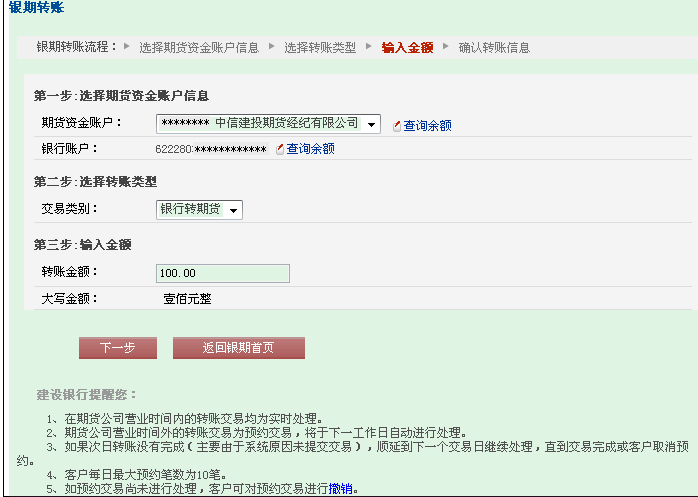 银期转账
银期转账流程： 选择期货资金账户信息 选择转账类型 输入金额 确认转账信息
第一步:选择期货资金账户信息
期货资金账户： ******** 中信建投期货经纪有限公司 查询余额
银行账户： 622280:************ 查询余额
第二步:选择转账类型
交易类别： 银行转期货
第三步:输入金额
转账金额： 100.00
大写金额： 壹佰元整
下一步 返回银期首页
建设银行提醒您：
1、在期货公司营业时间内的转账交易均为实时处理。
2、期货公司营业时间外的转账交易为预约交易，将于下一工作日自动进行处理。
3、如果次日转账没有完成（主要由于系统原因未提交交易），顺延到下一个交易日继续处理，直到交易完成或客户取消预
约。
4、客户每日最大预约笔数为10笔。
5、如预约交易尚未进行处理，客户可对预约交易进行撤销。